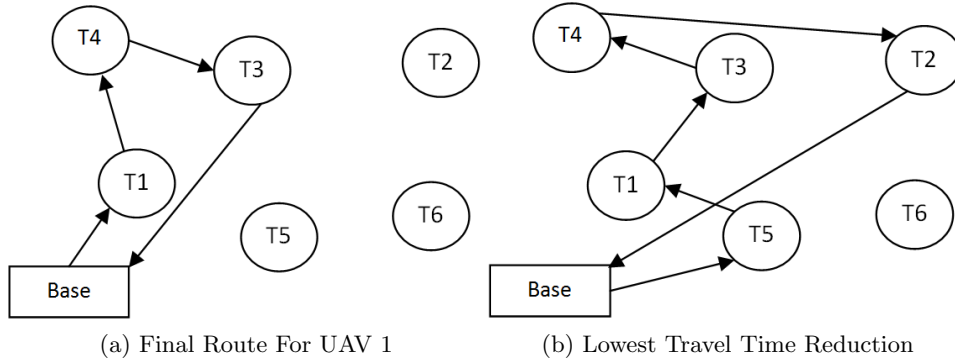 T4
T3
T2
T1
T6
T5
Base
(a) Final Route For UAV 1
T4
T3
T2
T1
T6
T5
Base
(b) Lowest Travel Time Reduction